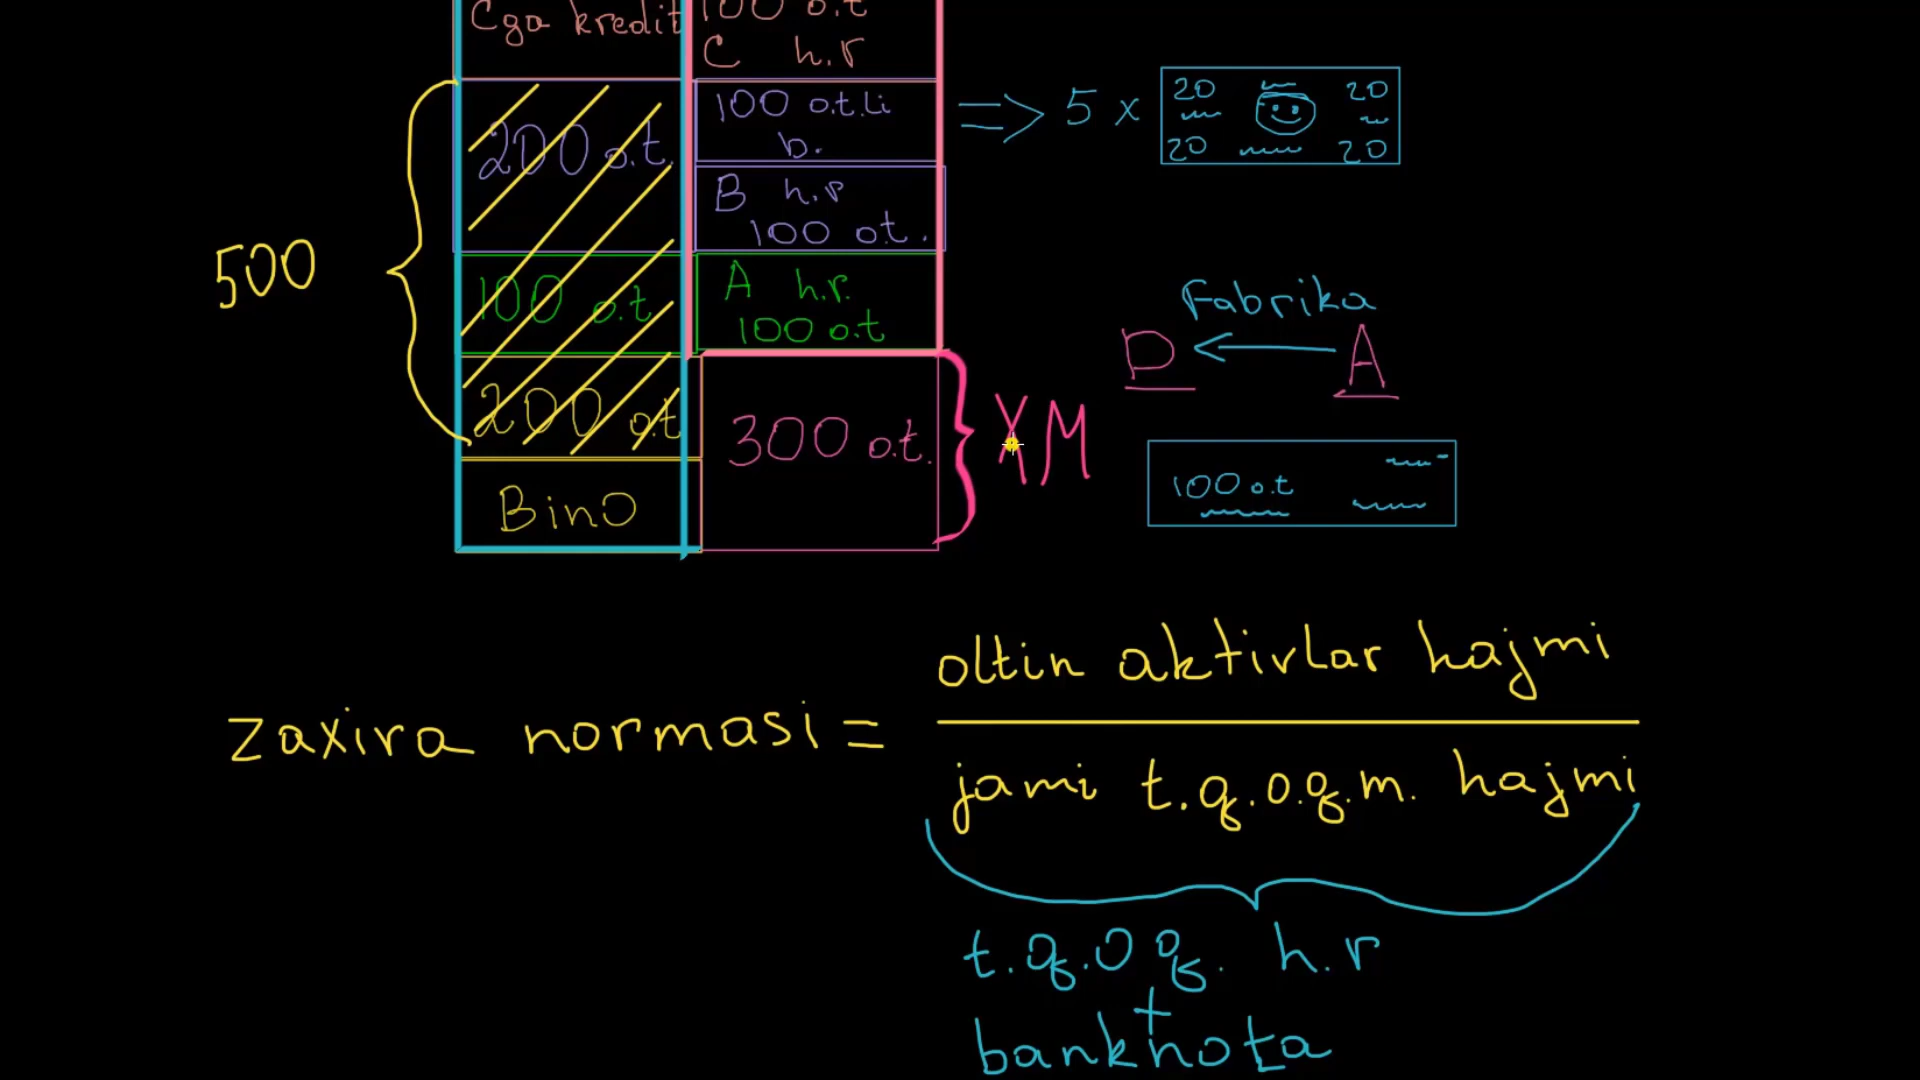 Cga kredit
100 o.t
C h.r
200 o.t.
100 o.t.li
b.
B h.r
100 o.t.
100 o.t
A h.r.
100 o.t
200 o.t
Bino
300 o.t.
500
XM
=> 5 x
20 20
20 20
Fabrika
D ← A
100 o.t
zaxira normasi =
oltin aktivlar hajmi
jami t.q.o.q.m. hajmi
t.q.o q. h.r
+
banknota